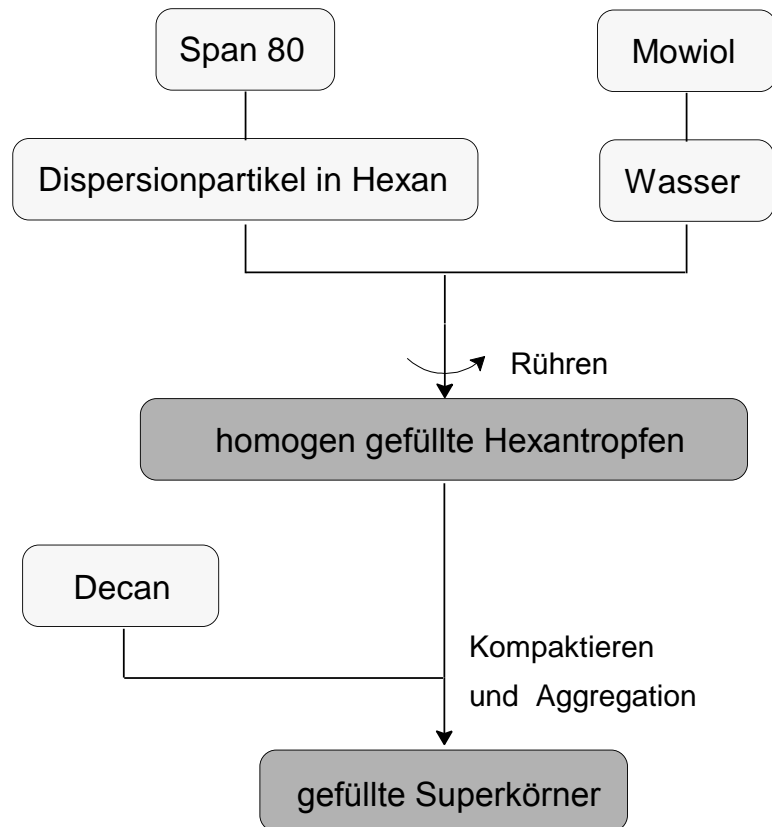 Span 80
Mowiol
Dispersionpartikel in Hexan
Wasser
Rühren
homogen gefüllte Hexantropfen
Decan
Kompaktieren
und Aggregation
gefüllte Superkörner